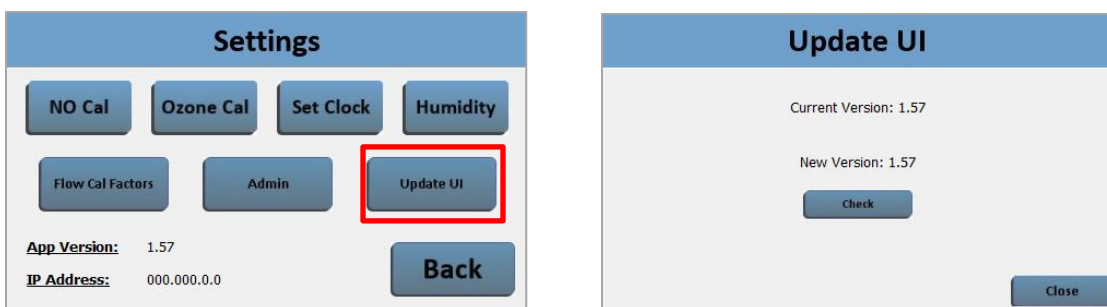 Settings
NO Cal Ozone Cal Set Clock Humidity
Flow Cal Factors Admin Update UI
App Version: 1.57
IP Address: 000.000.0.0
Back
Update UI
Current Version: 1.57
New Version: 1.57
Check
Close